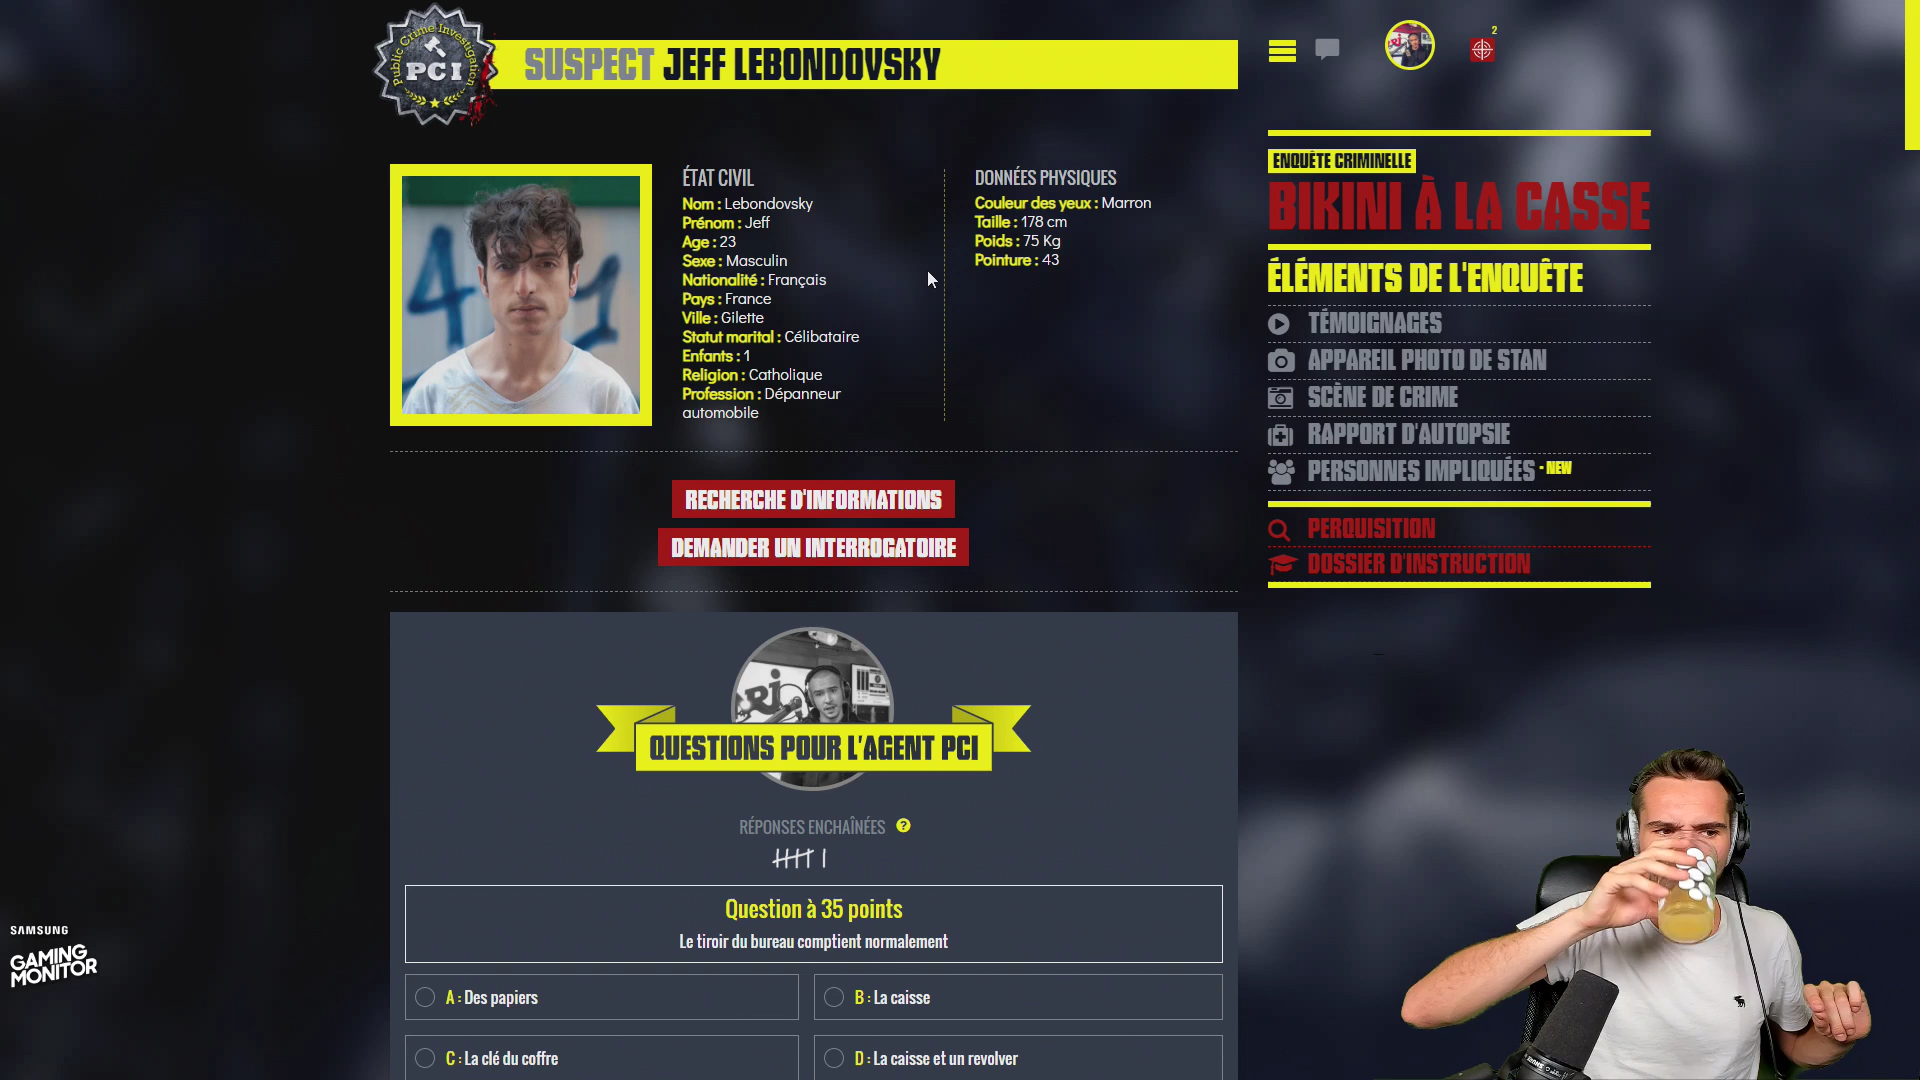 Public Crime Investigation
PCI
SUSPECT JEFF LEBONDOVSKY
2
ÉTAT CIVIL
Nom : Lebondovsky
Prénom : Jeff
Age : 23
Sexe : Masculin
Nationalité : Français
Pays : France
Ville : Gilette
Statut marital : Célibataire
Enfants : 1
Religion : Catholique
Profession : Dépanneur
automobile
DONNÉES PHYSIQUES
Couleur des yeux : Marron
Taille : 178 cm
Poids : 75 Kg
Pointure : 43
ENQUÊTE CRIMINELLE
BIKINI À LA CASSE
ÉLÉMENTS DE L'ENQUÊTE
TÉMOIGNAGES
APPAREIL PHOTO DE STAN
SCÈNE DE CRIME
RAPPORT D'AUTOPSIE
PERSONNES IMPLIQUÉES - NEW
PERQUISITION
DOSSIER D'INSTRUCTION
RECHERCHE D'INFORMATIONS
DEMANDER UN INTERROGATOIRE
NRJ
QUESTIONS POUR L'AGENT PCI
RÉPONSES ENCHAÎNÉES ?
Question à 35 points
Le tiroir du bureau comptient normalement
A : Des papiers
B : La caisse
C : La clé du coffre
D : La caisse et un revolver
SAMSUNG
GAMING
MONITOR